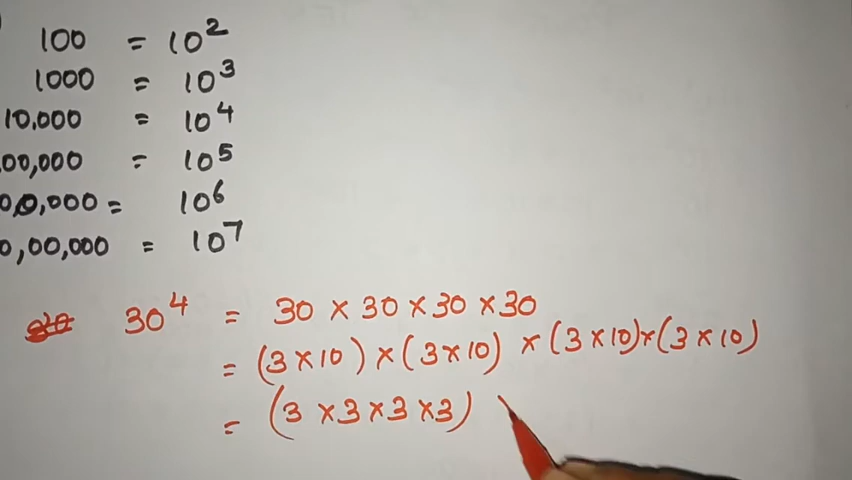 100 = 10²
1000 = 10³
10,000 = 10⁴
00,000 = 10⁵
00,000 = 10⁶
0,00,000 = 10⁷
30⁴ = 30 × 30 × 30 × 30
= (3 × 10) × (3 × 10) × (3 × 10) × (3 × 10)
= (3 × 3 × 3 × 3)